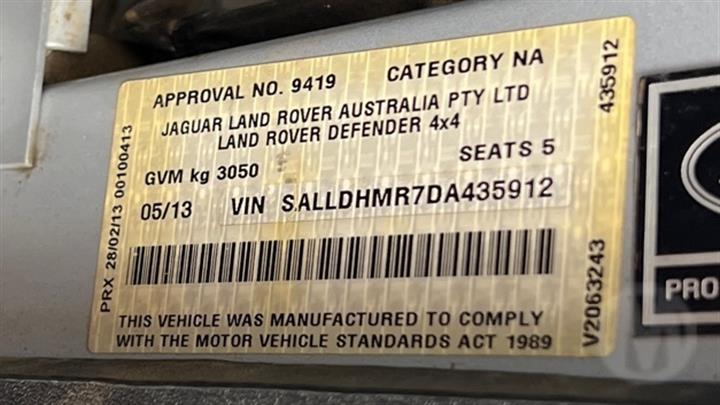 APPROVAL NO. 9419 CATEGORY NA
JAGUAR LAND ROVER AUSTRALIA PTY LTD
LAND ROVER DEFENDER 4x4
GVM kg 3050 SEATS 5
05/13 VIN SALLDHMR7DA435912
THIS VEHICLE WAS MANUFACTURED TO COMPLY
WITH THE MOTOR VEHICLE STANDARDS ACT 1989
PRX 28/02/13 00100413
435912
V2063243
PRO